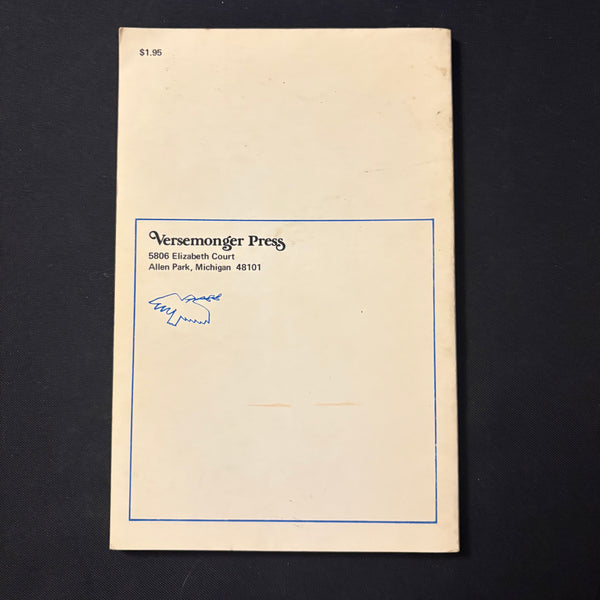 $1.95
Versemonger Press
5806 Elizabeth Court
Allen Park, Michigan 48101